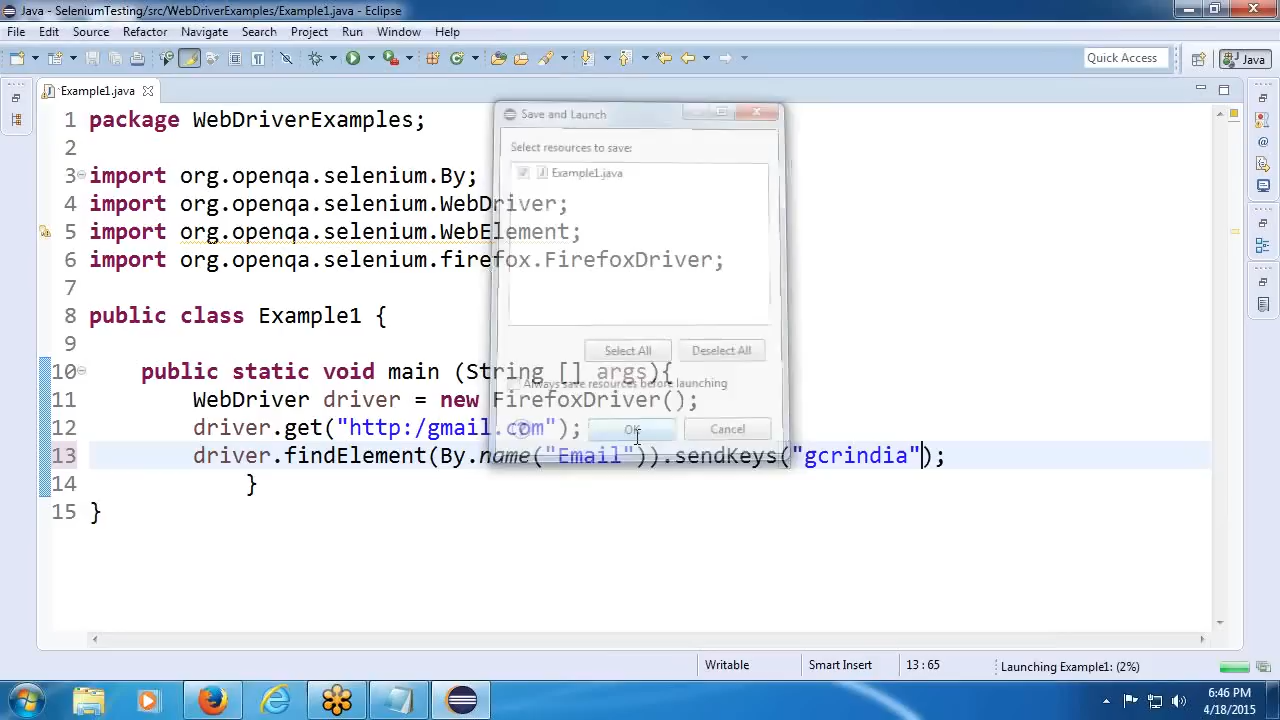 Java - SeleniumTesting/src/WebDriverExamples/Example1.java - Eclipse
File Edit Source Refactor Navigate Search Project Run Window Help
Quick Access
Java
Example1.java
1 package WebDriverExamples;
2
3 import org.openqa.selenium.By;
4 import org.openqa.selenium.WebDriver;
5 import org.openqa.selenium.WebElement;
6 import org.openqa.selenium.firefox.FirefoxDriver;
7
8 public class Example1 {
9
10 public static void main (String [] args){
11 WebDriver driver = new FirefoxDriver();
12 driver.get("http:/gmail.com");
13 driver.findElement(By.name("Email")).sendKeys("gcrindia");
14 }
15 }
Save and Launch
Select resources to save:
Example1.java
Select All Deselect All
Always save resources before launching
OK Cancel
Writable Smart Insert 13 : 65 Launching Example1: (2%)
6:46 PM
4/18/2015